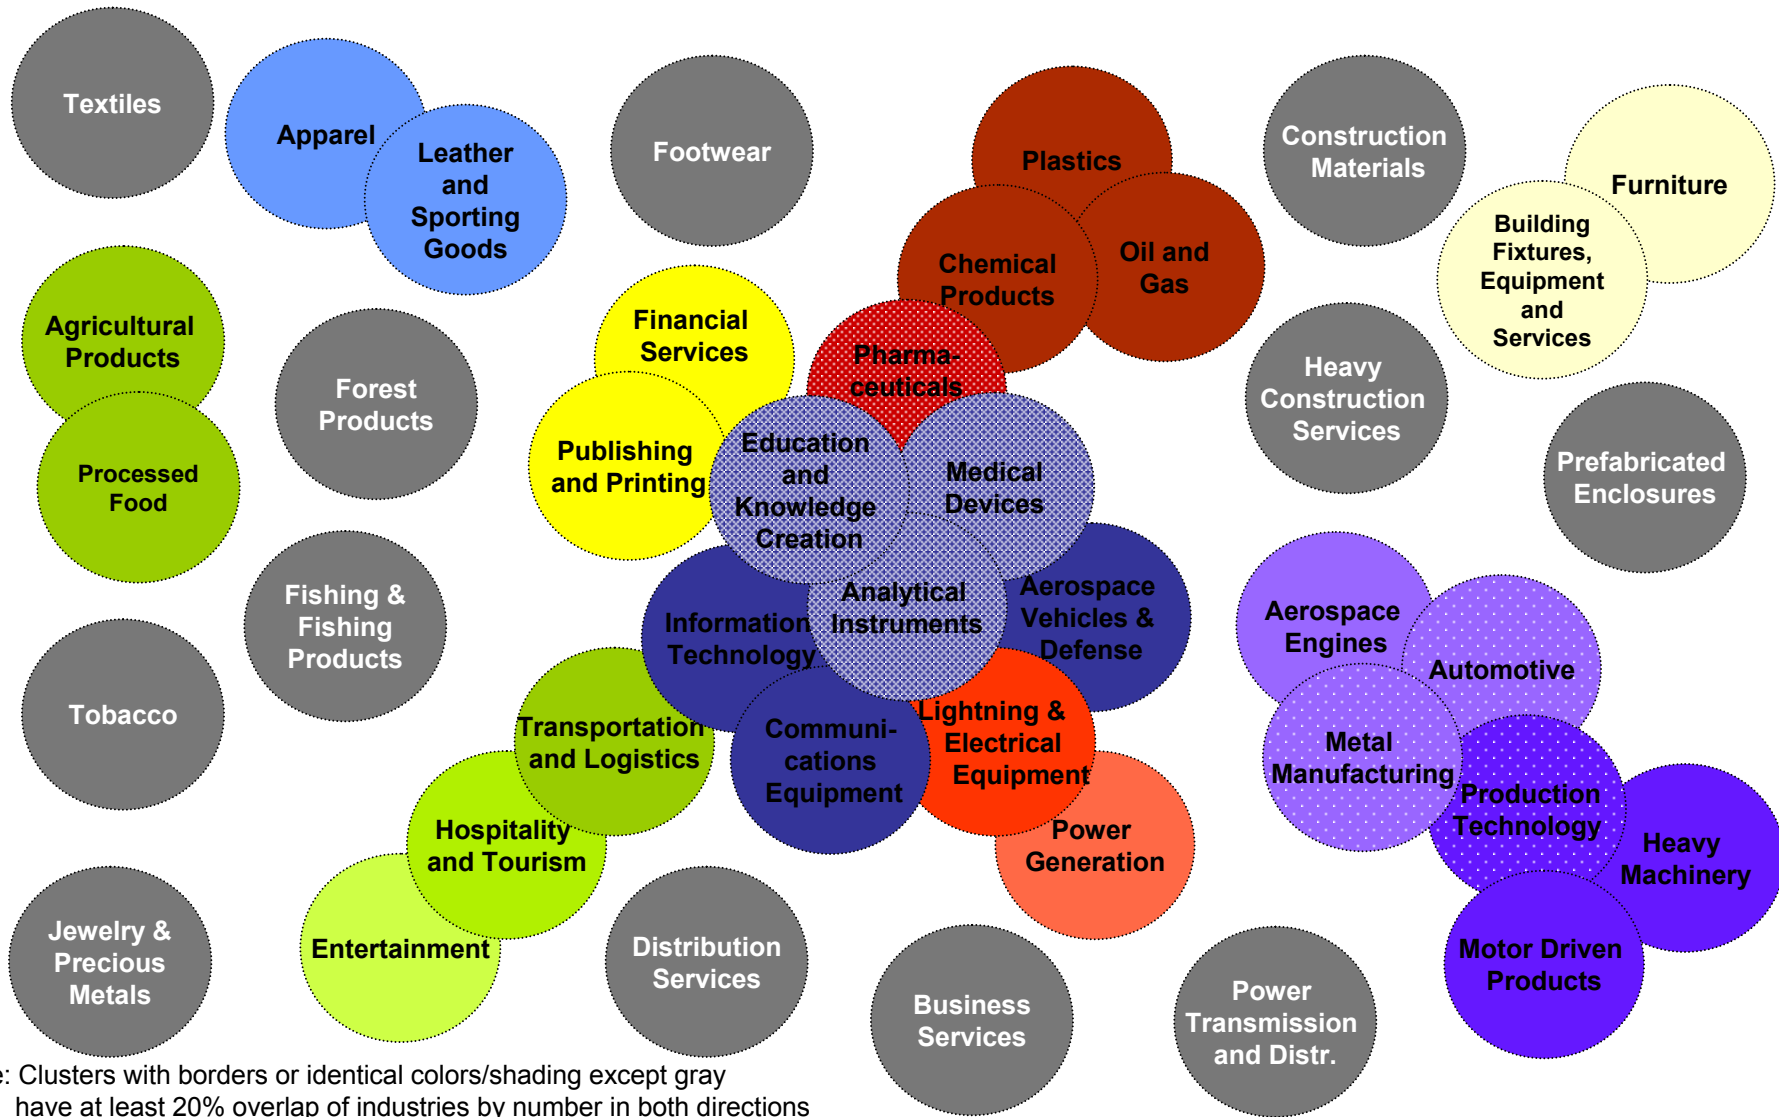 Textiles
Apparel
Leather
and
Sporting
Goods
Footwear
Plastics
Chemical
Products
Oil and
Gas
Construction
Materials
Furniture
Building
Fixtures,
Equipment
and
Services
Agricultural
Products
Processed
Food
Forest
Products
Financial
Services
Publishing
and Printing
Pharma-
ceuticals
Education
and
Knowledge
Creation
Medical
Devices
Heavy
Construction
Services
Prefabricated
Enclosures
Fishing &
Fishing
Products
Tobacco
Information
Technology
Analytical
Instruments
Aerospace
Vehicles &
Defense
Aerospace
Engines
Automotive
Metal
Manufacturing
Production
Technology
Heavy
Machinery
Motor Driven
Products
Transportation
and Logistics
Communi-
cations
Equipment
Lightning &
Electrical
Equipment
Power
Generation
Hospitality
and Tourism
Entertainment
Jewelry &
Precious
Metals
Distribution
Services
Business
Services
Power
Transmission
and Distr.
e: Clusters with borders or identical colors/shading except gray
have at least 20% overlap of industries by number in both directions